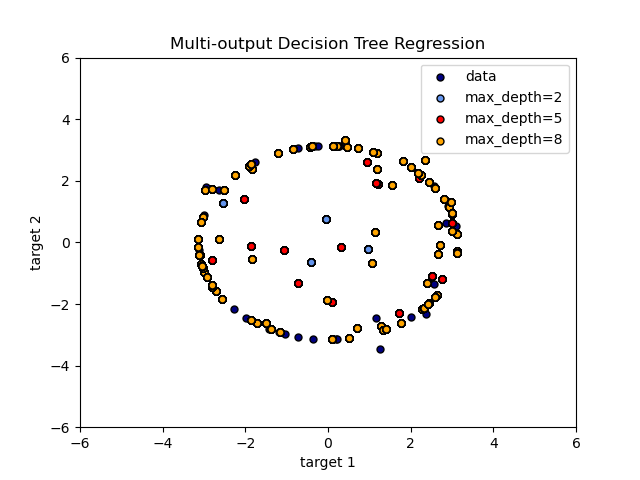 Multi-output Decision Tree Regression
data
max_depth=2
max_depth=5
max_depth=8
6
4
2
0
−2
−4
−6
target 2
−6
−4
−2
0
2
4
6
target 1